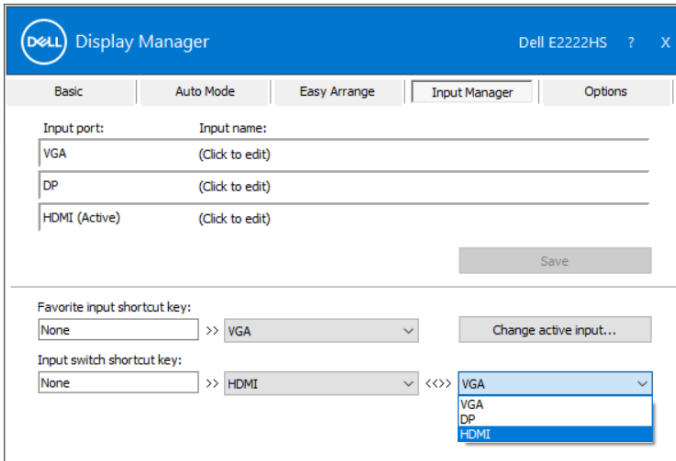 DELL Display Manager Dell E2222HS ? X
Basic Auto Mode Easy Arrange Input Manager Options
Input port: Input name:
VGA (Click to edit)
DP (Click to edit)
HDMI (Active) (Click to edit)
Save
Favorite input shortcut key:
None >> VGA Change active input...
Input switch shortcut key:
None >> HDMI <<>> VGA
VGA
DP
HDMI